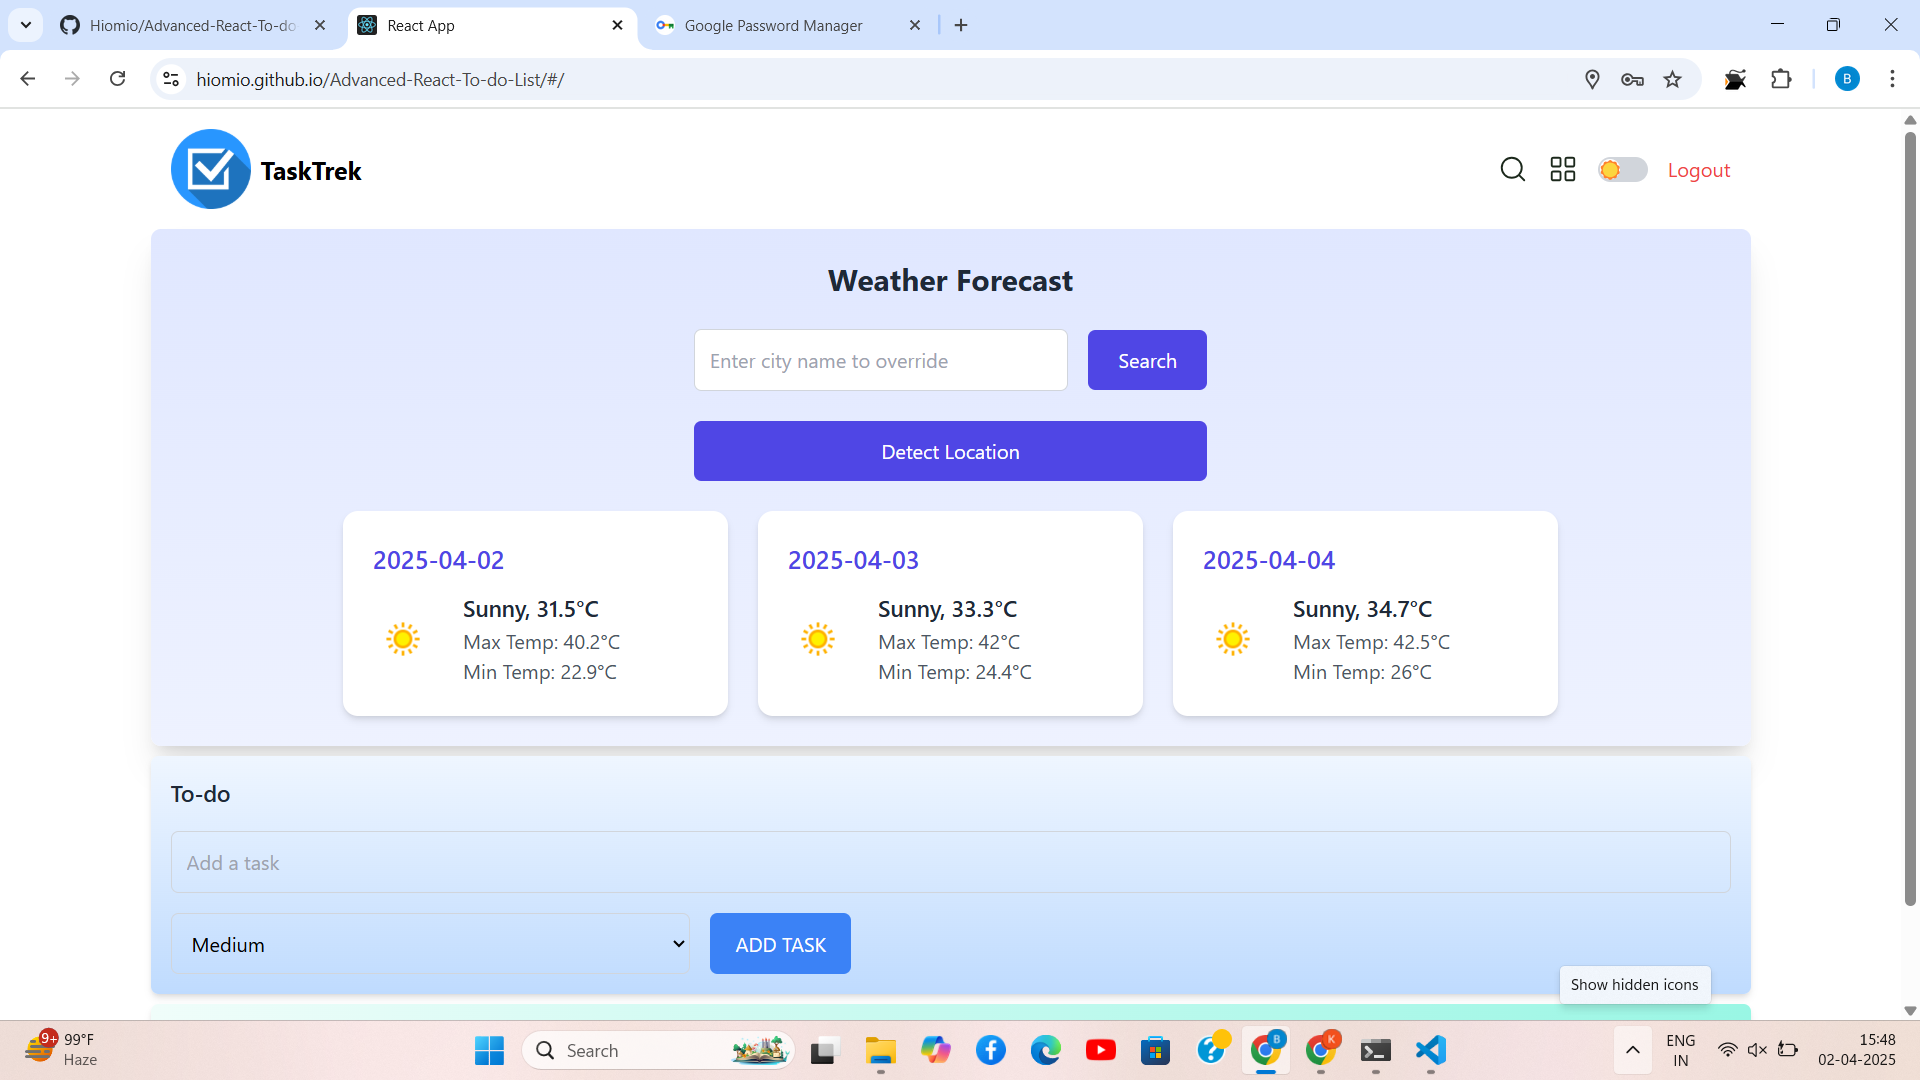 Hiomio/Advanced-React-To-do
React App
Google Password Manager
hiomio.github.io/Advanced-React-To-do-List/#/
B
TaskTrek
Logout
Weather Forecast
Enter city name to override
Search
Detect Location
2025-04-02
Sunny, 31.5°C
Max Temp: 40.2°C
Min Temp: 22.9°C
2025-04-03
Sunny, 33.3°C
Max Temp: 42°C
Min Temp: 24.4°C
2025-04-04
Sunny, 34.7°C
Max Temp: 42.5°C
Min Temp: 26°C
To-do
Add a task
Medium
ADD TASK
Show hidden icons
9+
99°F
Haze
Search
B
K
ENG
IN
15:48
02-04-2025